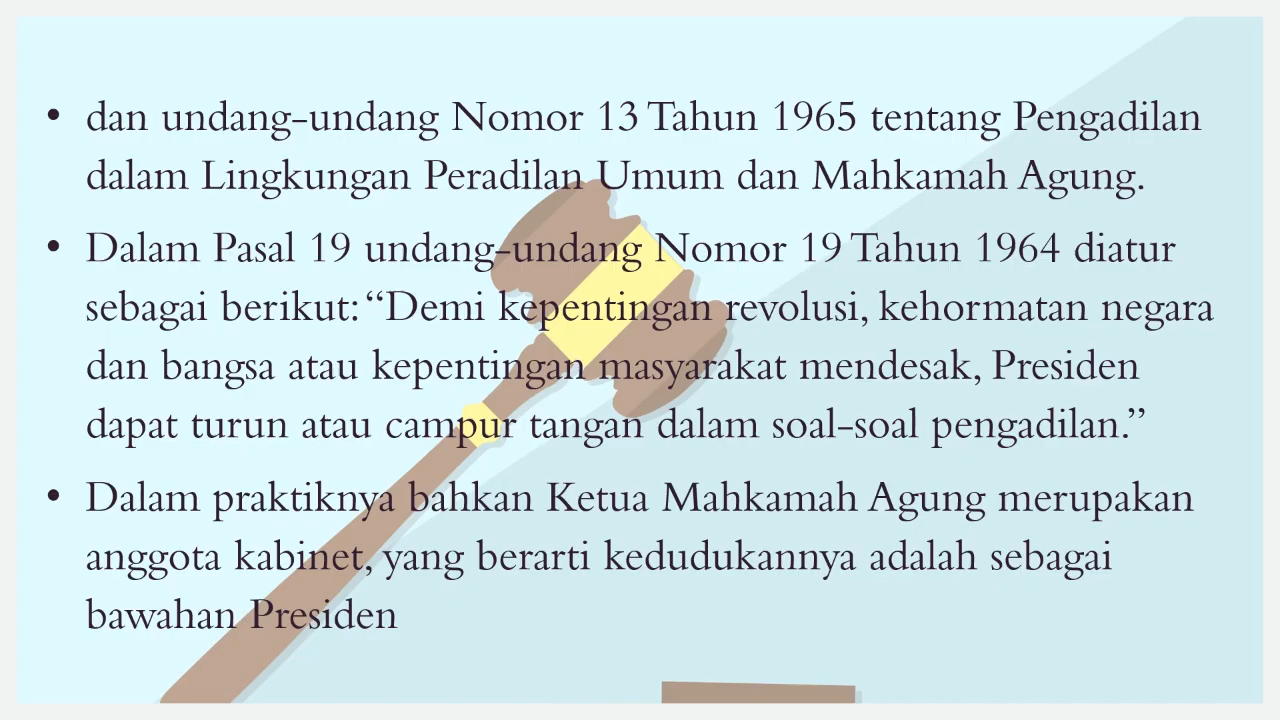 • dan undang-undang Nomor 13 Tahun 1965 tentang Pengadilan
dalam Lingkungan Peradilan Umum dan Mahkamah Agung.
• Dalam Pasal 19 undang-undang Nomor 19 Tahun 1964 diatur
sebagai berikut: “Demi kepentingan revolusi, kehormatan negara
dan bangsa atau kepentingan masyarakat mendesak, Presiden
dapat turun atau campur tangan dalam soal-soal pengadilan.”
• Dalam praktiknya bahkan Ketua Mahkamah Agung merupakan
anggota kabinet, yang berarti kedudukannya adalah sebagai
bawahan Presiden